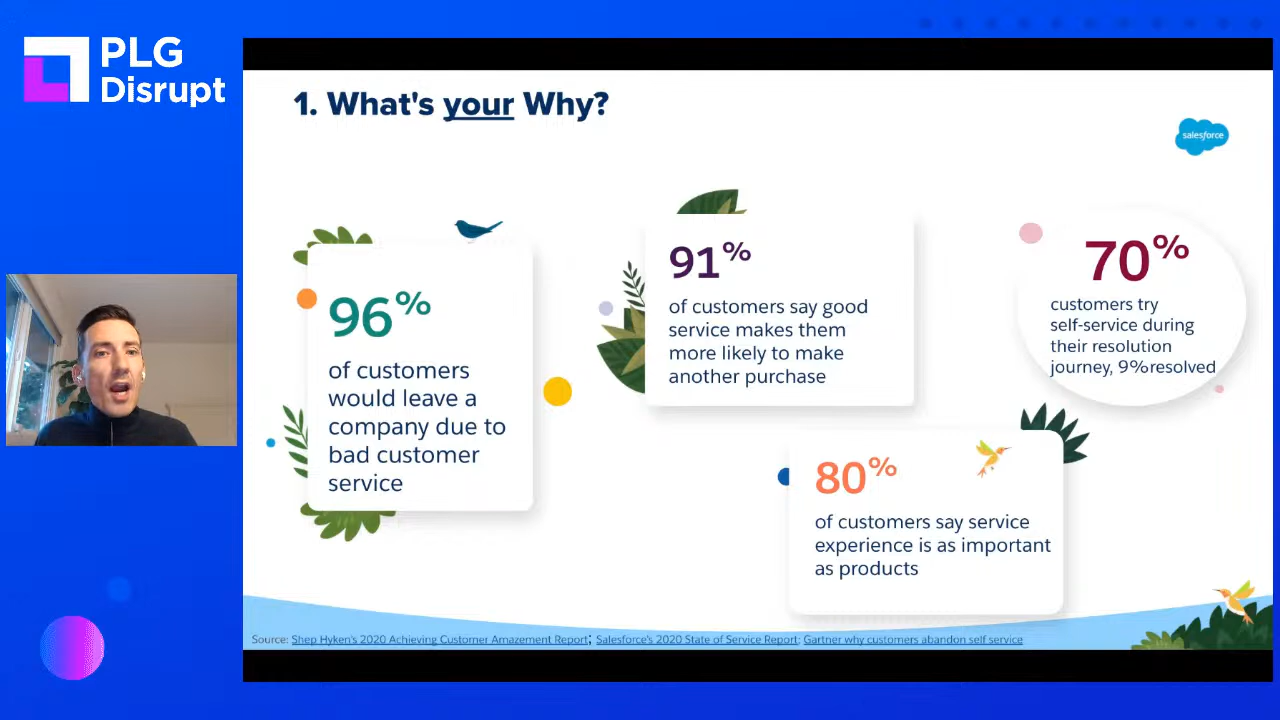 PLG
Disrupt
1. What's your Why?
salesforce
96%
of customers
would leave a
company due to
bad customer
service
91%
of customers say good
service makes them
more likely to make
another purchase
70%
customers try
self-service during
their resolution
journey, 9%resolved
80%
of customers say service
experience is as important
as products
Source: Shep Hyken's 2020 Achieving Customer Amazement Report; Salesforce's 2020 State of Service Report; Gartner why customers abandon self service